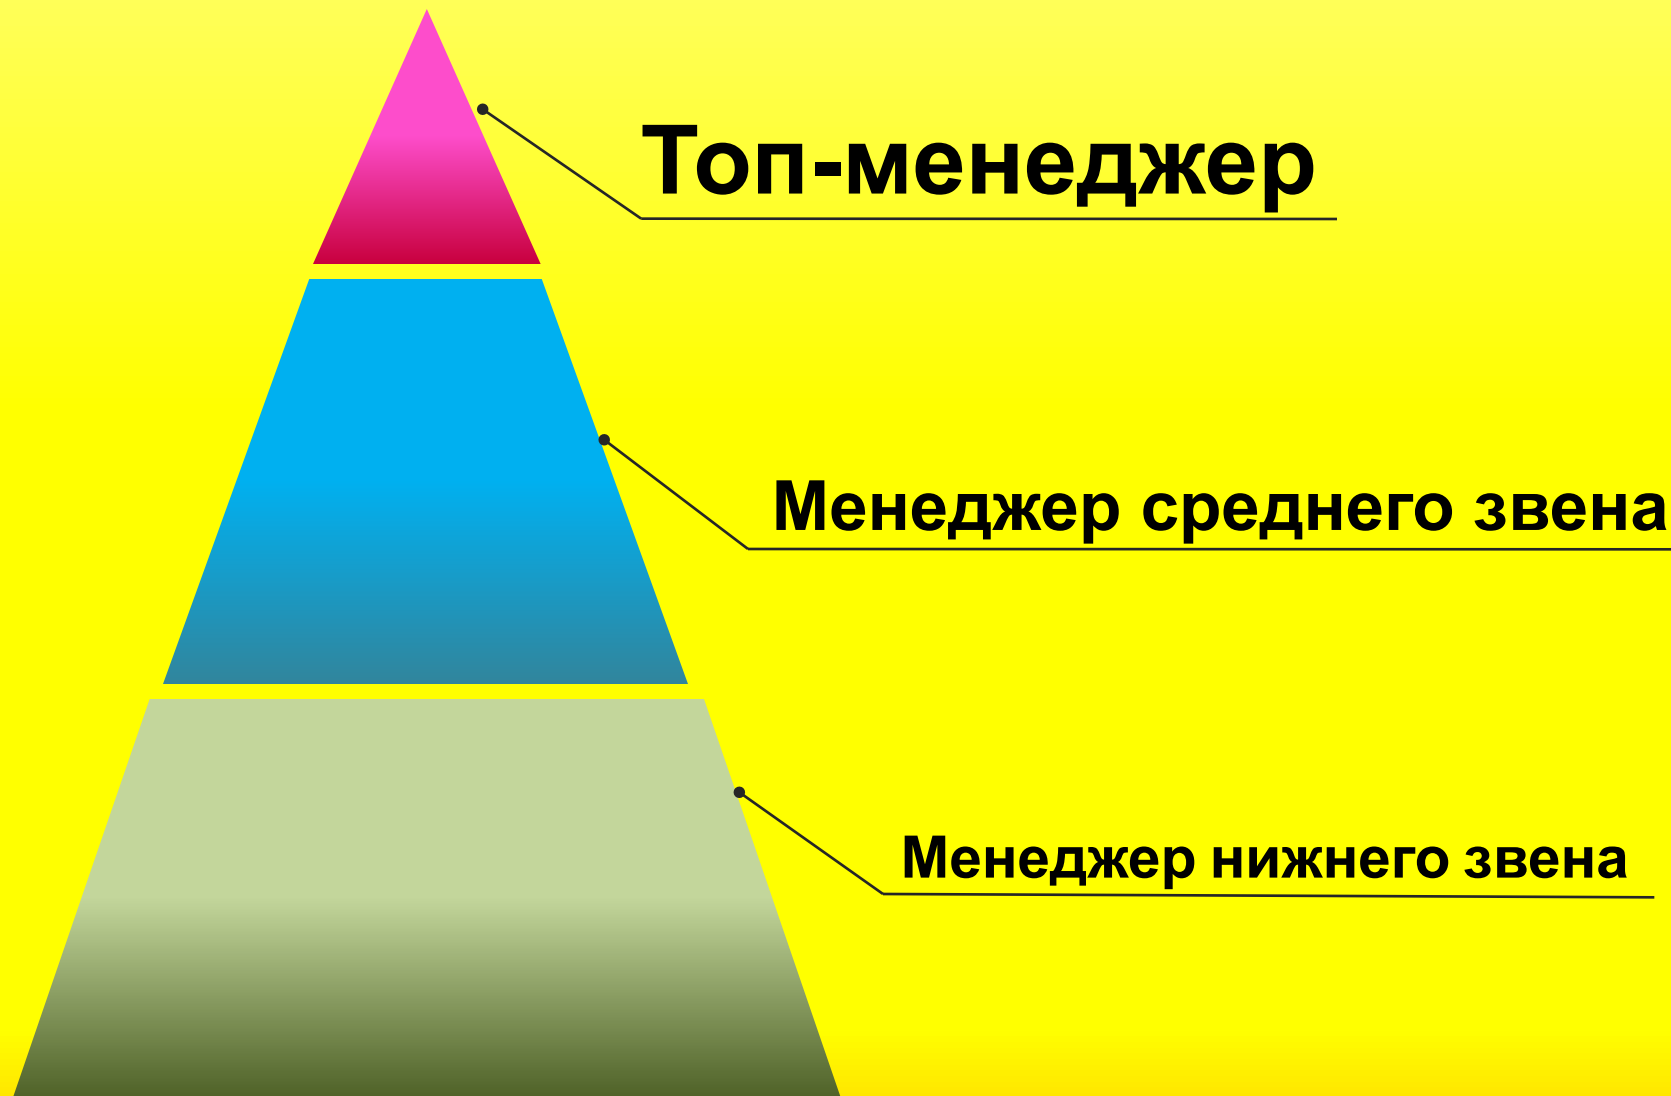 Топ-менеджер
Менеджер среднего звена
Менеджер нижнего звена